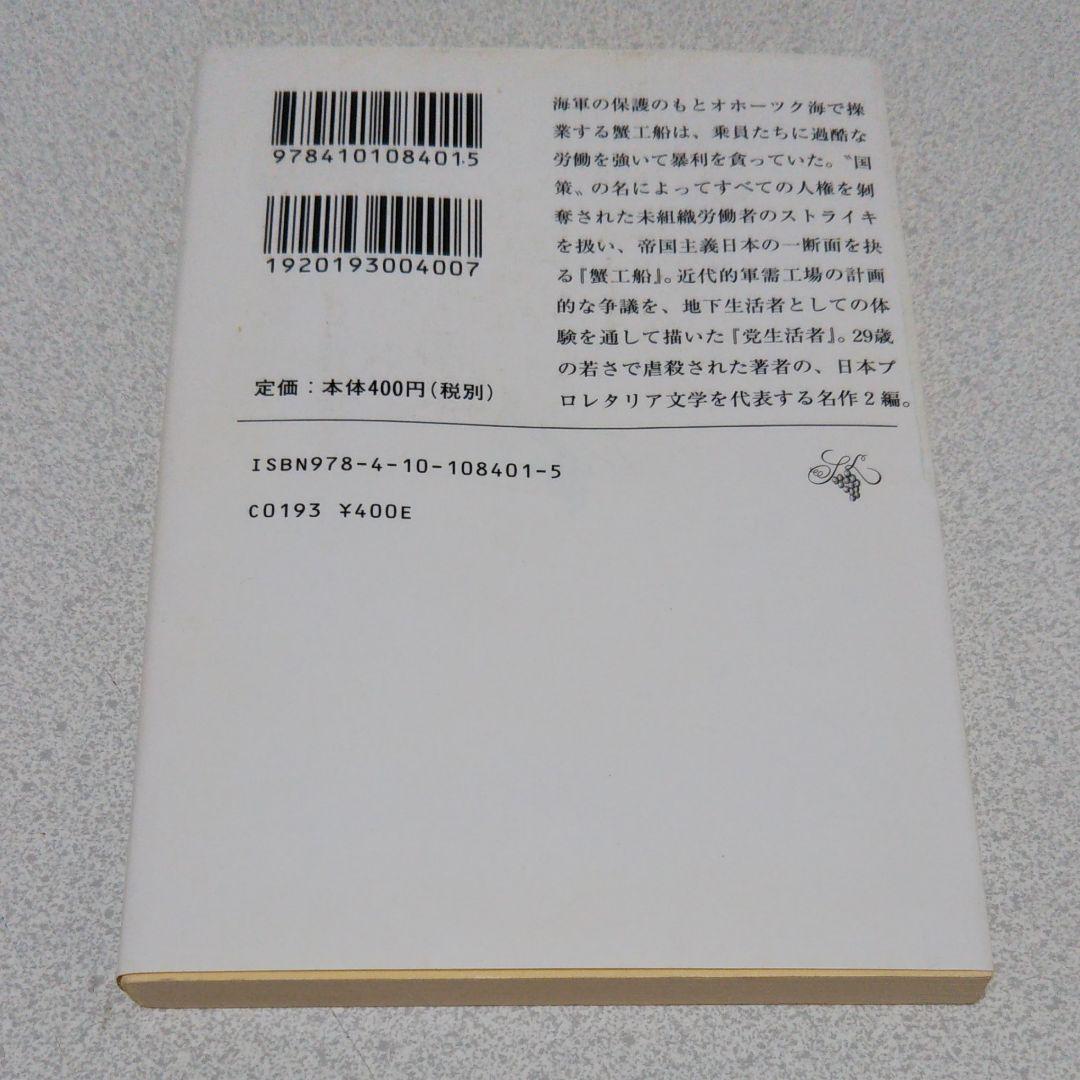 9784101084015
1920193004007
定価：本体400円（税別）
海軍の保護のもとオホーツク海で操
業する蟹工船は、乗員たちに過酷な
労働を強いて暴利を貪っていた。〝国
策〟の名によってすべての人権を剝
奪された未組織労働者のストライキ
を扱い、帝国主義日本の一断面を抉
る『蟹工船』。近代的軍需工場の計画
的な争議を、地下生活者としての体
験を通して描いた『党生活者』。29歳
の若さで虐殺された著者の、日本プ
ロレタリア文学を代表する名作２編。
ISBN978-4-10-108401-5
C0193 ¥400E